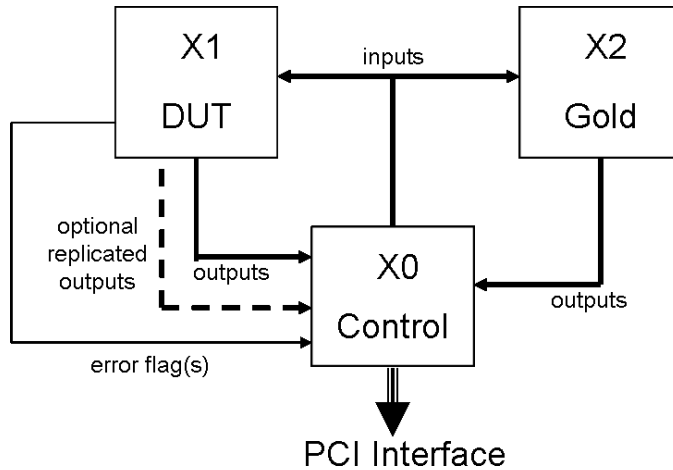 X1
DUT
inputs
X2
Gold
optional
replicated
outputs
outputs
X0
Control
outputs
error flag(s)
PCI Interface